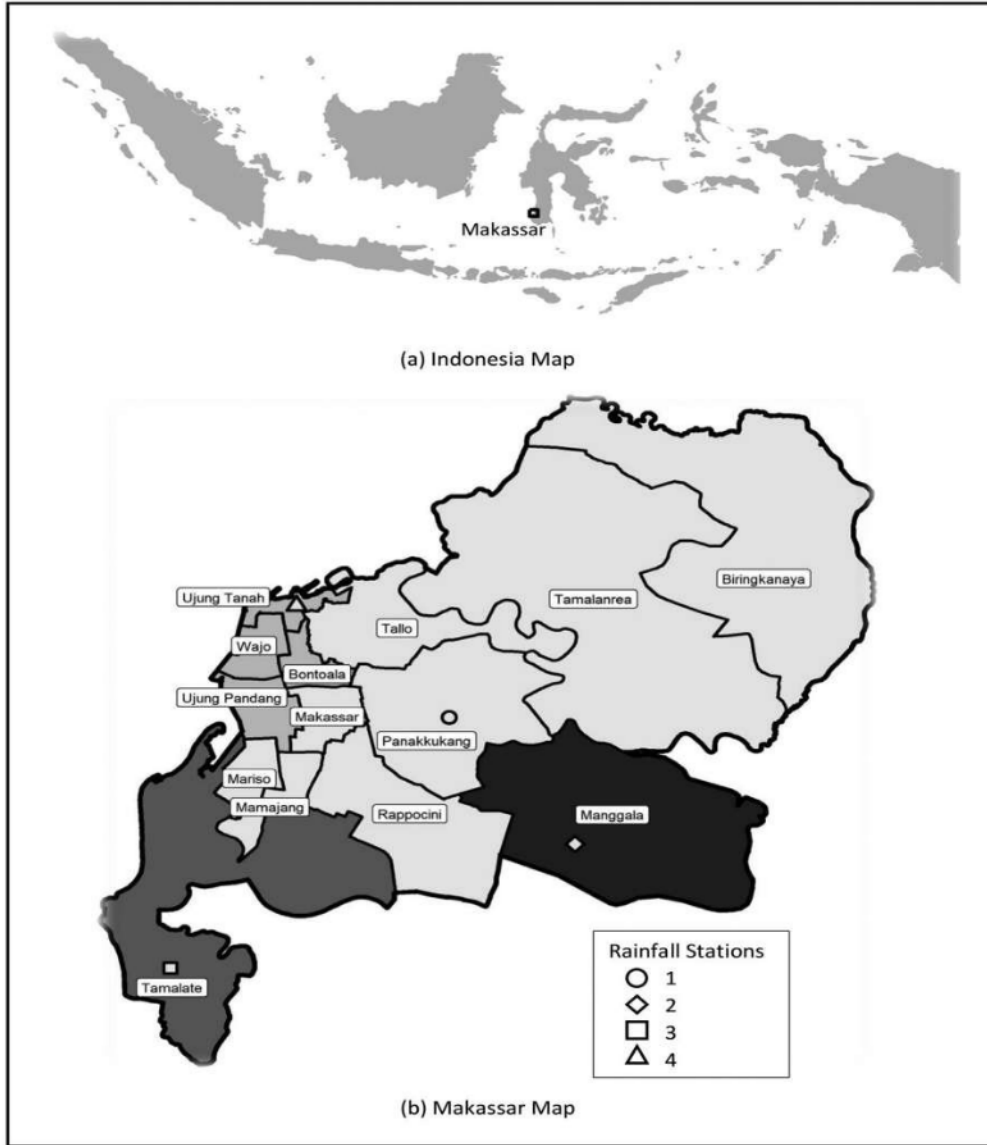 Makassar
(a) Indonesia Map
Biringkanaya
Ujung Tanah
Tamalanrea
Tallo
Wajo
Bontoala
Ujung Pandang
Makassar
Panakkukang
Mariso
Mamajang
Rappocini
Manggala
Tamalate
Rainfall Stations
1
2
3
4
(b) Makassar Map